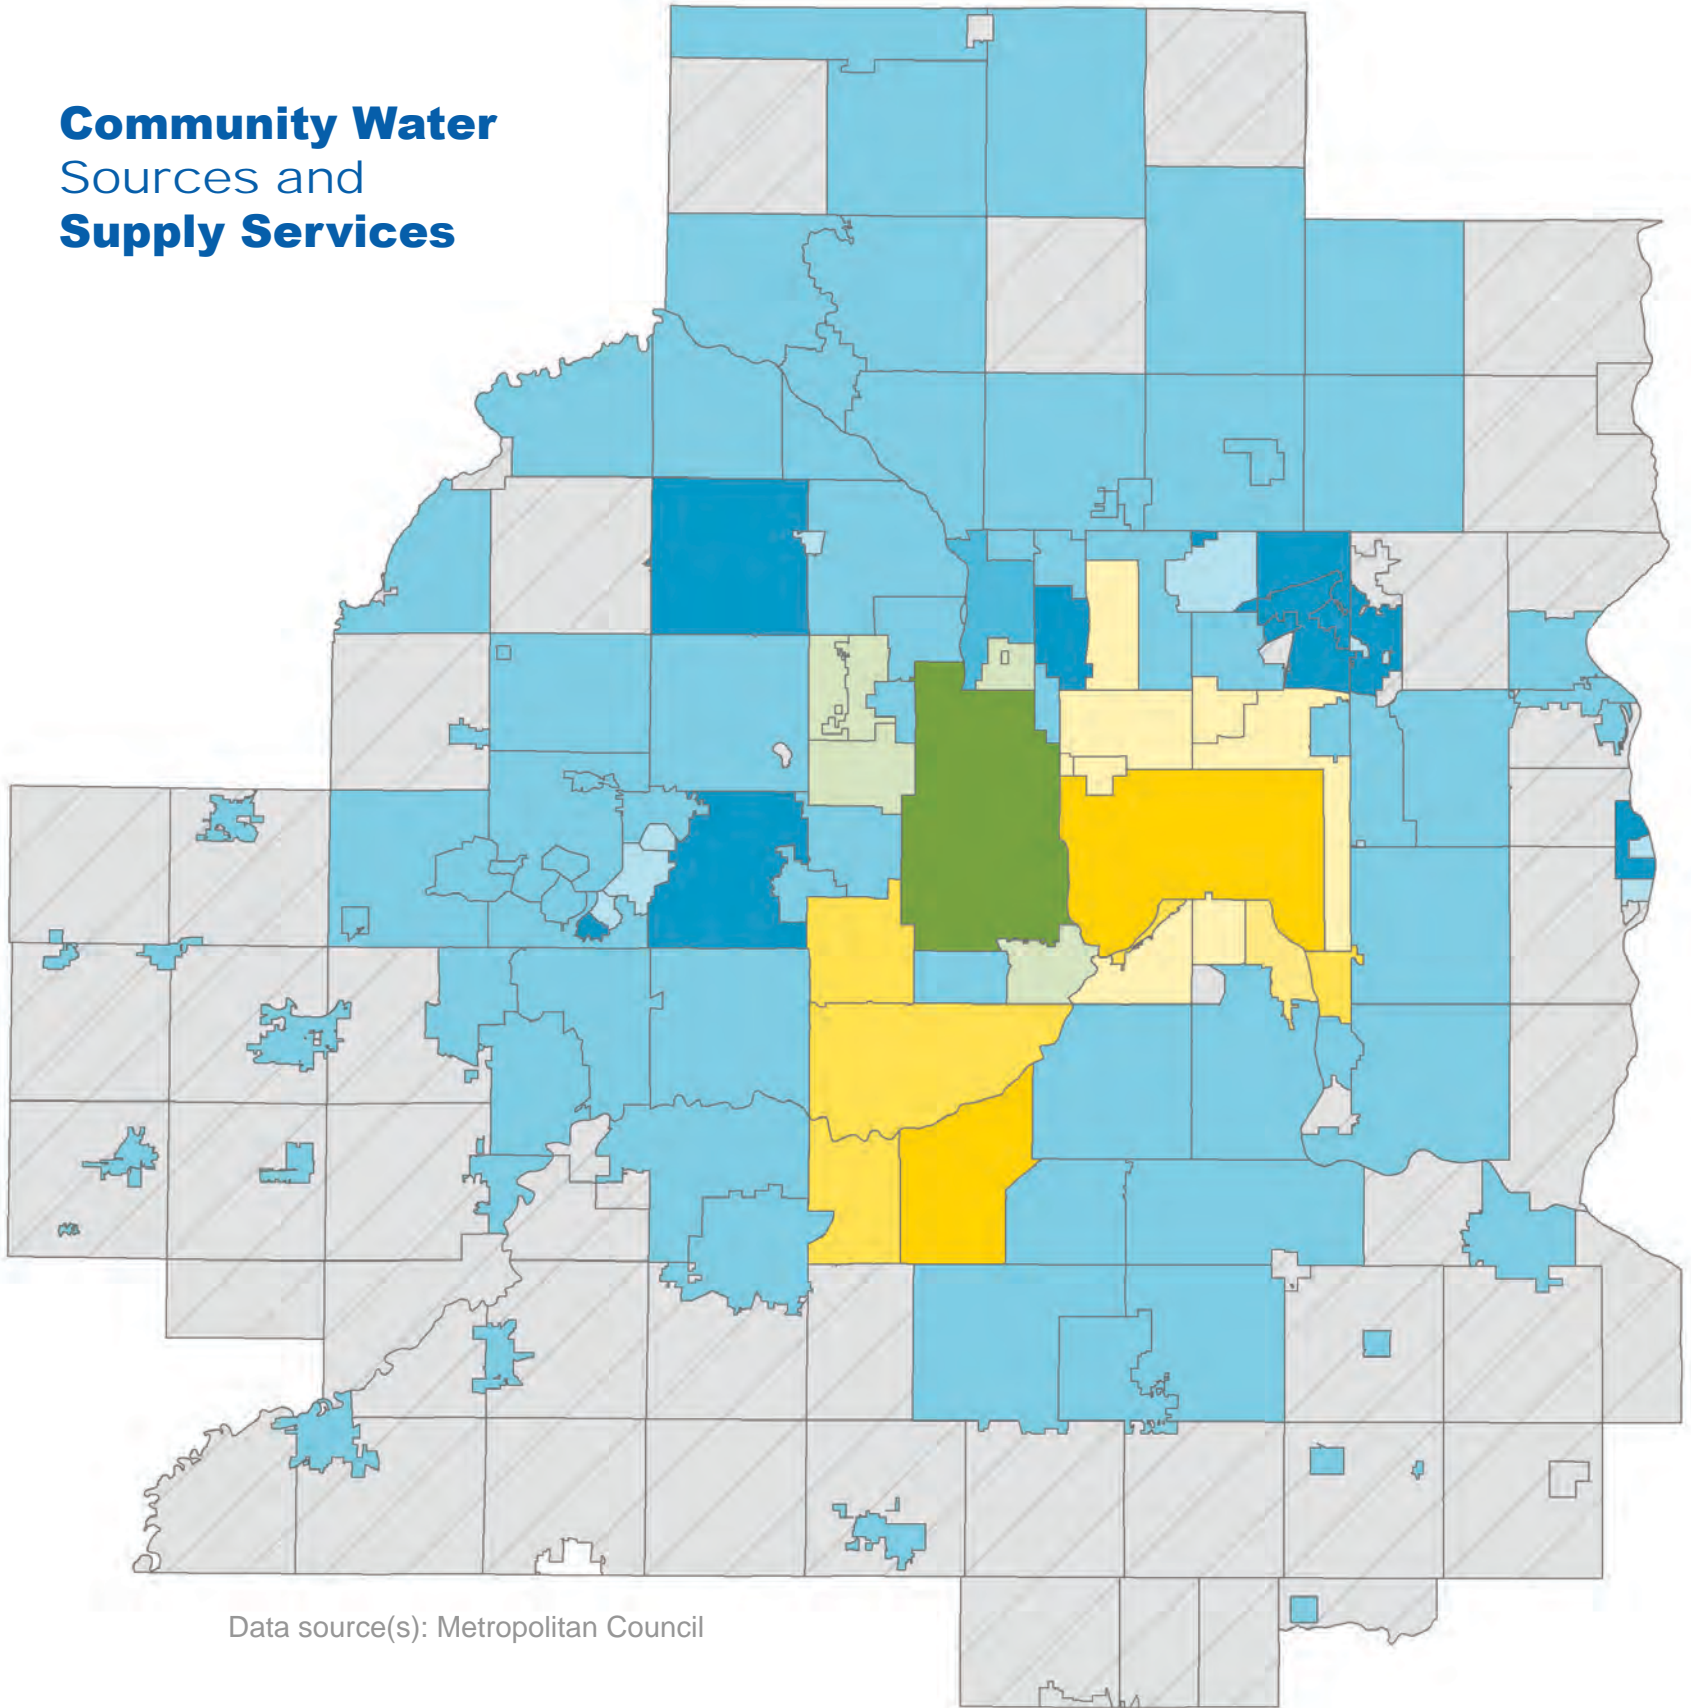 Community Water
Sources and
Supply Services
Data source(s): Metropolitan Council